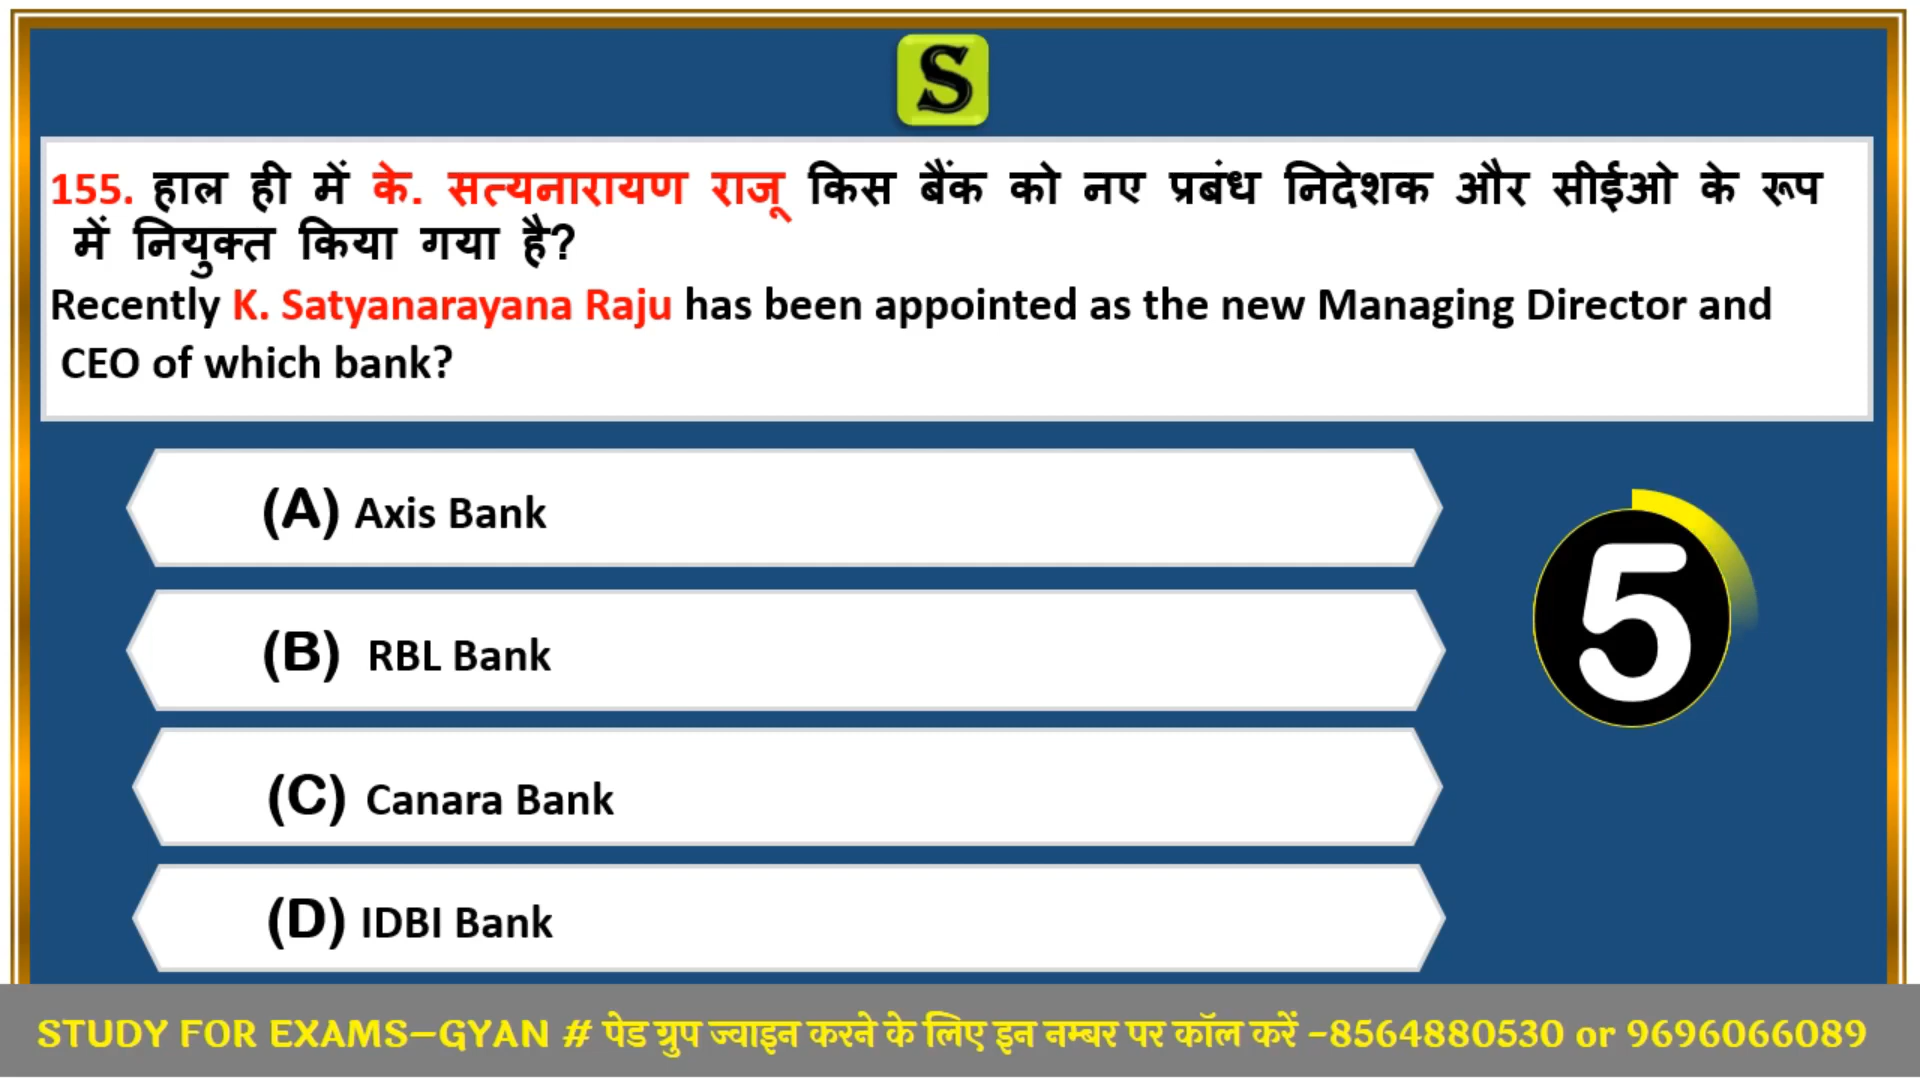 S
155. हाल ही में के. सत्यनारायण राजू किस बैंक को नए प्रबंध निदेशक और सीईओ के रूप
में नियुक्त किया गया है?
Recently K. Satyanarayana Raju has been appointed as the new Managing Director and
CEO of which bank?
(A) Axis Bank
(B) RBL Bank
(C) Canara Bank
(D) IDBI Bank
5
STUDY FOR EXAMS–GYAN # पेड ग्रुप ज्वाइन करने के लिए इन नम्बर पर कॉल करें -8564880530 or 9696066089